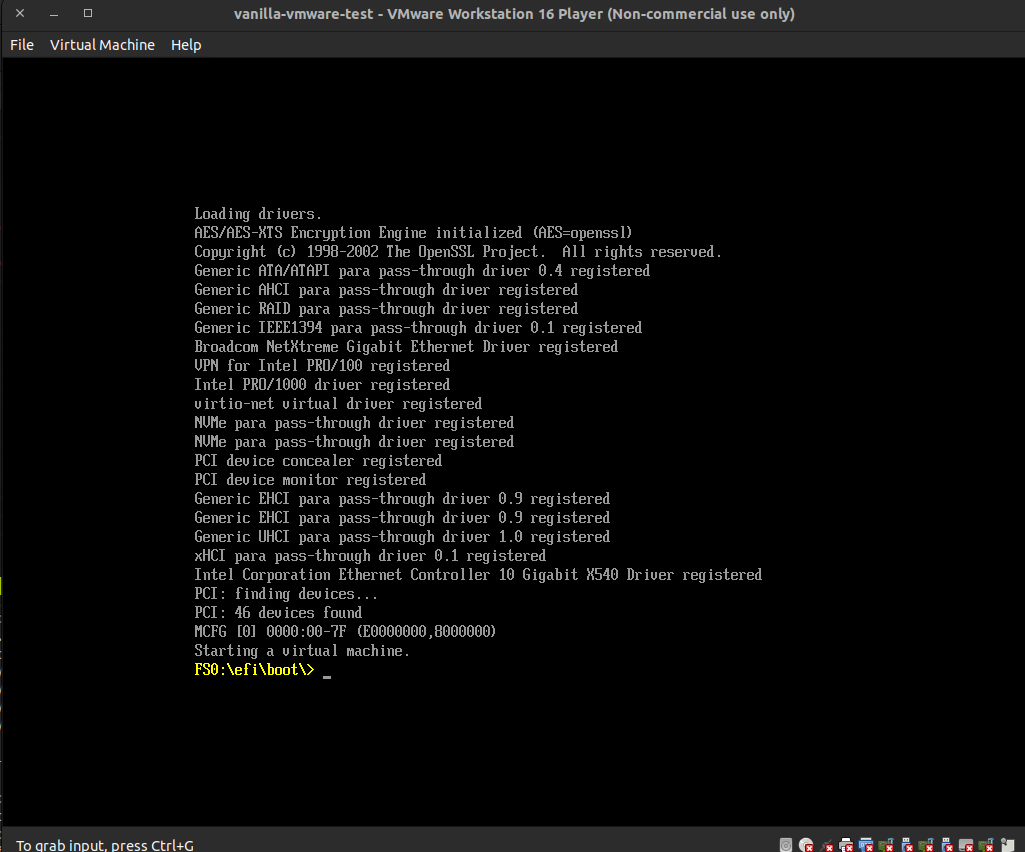 vanilla-vmware-test - VMware Workstation 16 Player (Non-commercial use only)
File Virtual Machine Help
Loading drivers.
AES/AES-XTS Encryption Engine initialized (AES=openssl)
Copyright (c) 1998-2002 The OpenSSL Project.  All rights reserved.
Generic ATA/ATAPI para pass-through driver 0.4 registered
Generic AHCI para pass-through driver registered
Generic RAID para pass-through driver registered
Generic IEEE1394 para pass-through driver 0.1 registered
Broadcom NetXtreme Gigabit Ethernet Driver registered
VPN for Intel PRO/100 registered
Intel PRO/1000 driver registered
virtio-net virtual driver registered
NVMe para pass-through driver registered
NVMe para pass-through driver registered
PCI device concealer registered
PCI device monitor registered
Generic EHCI para pass-through driver 0.9 registered
Generic EHCI para pass-through driver 0.9 registered
Generic UHCI para pass-through driver 1.0 registered
xHCI para pass-through driver 0.1 registered
Intel Corporation Ethernet Controller 10 Gigabit X540 Driver registered
PCI: finding devices...
PCI: 46 devices found
MCFG [0] 0000:00-7F (E0000000,8000000)
Starting a virtual machine.
FS0:\efi\boot\> _
To grab input, press Ctrl+G